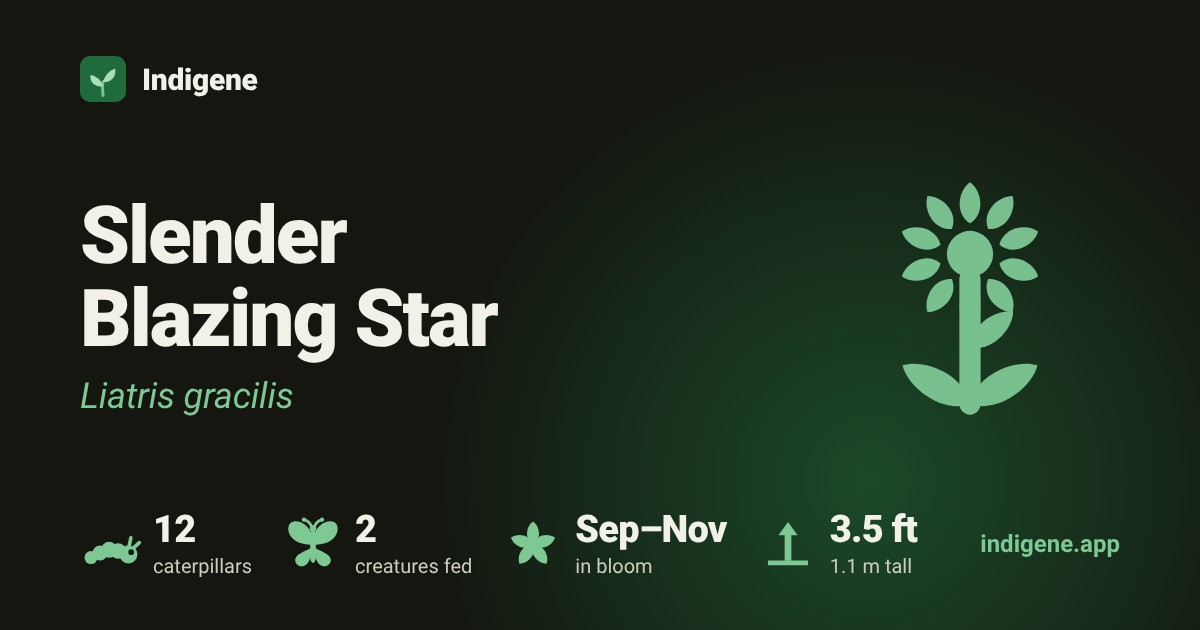 Indigene
Slender
Blazing Star
Liatris gracilis
12
caterpillars
2
creatures fed
Sep–Nov
in bloom
3.5 ft
1.1 m tall
indigene.app